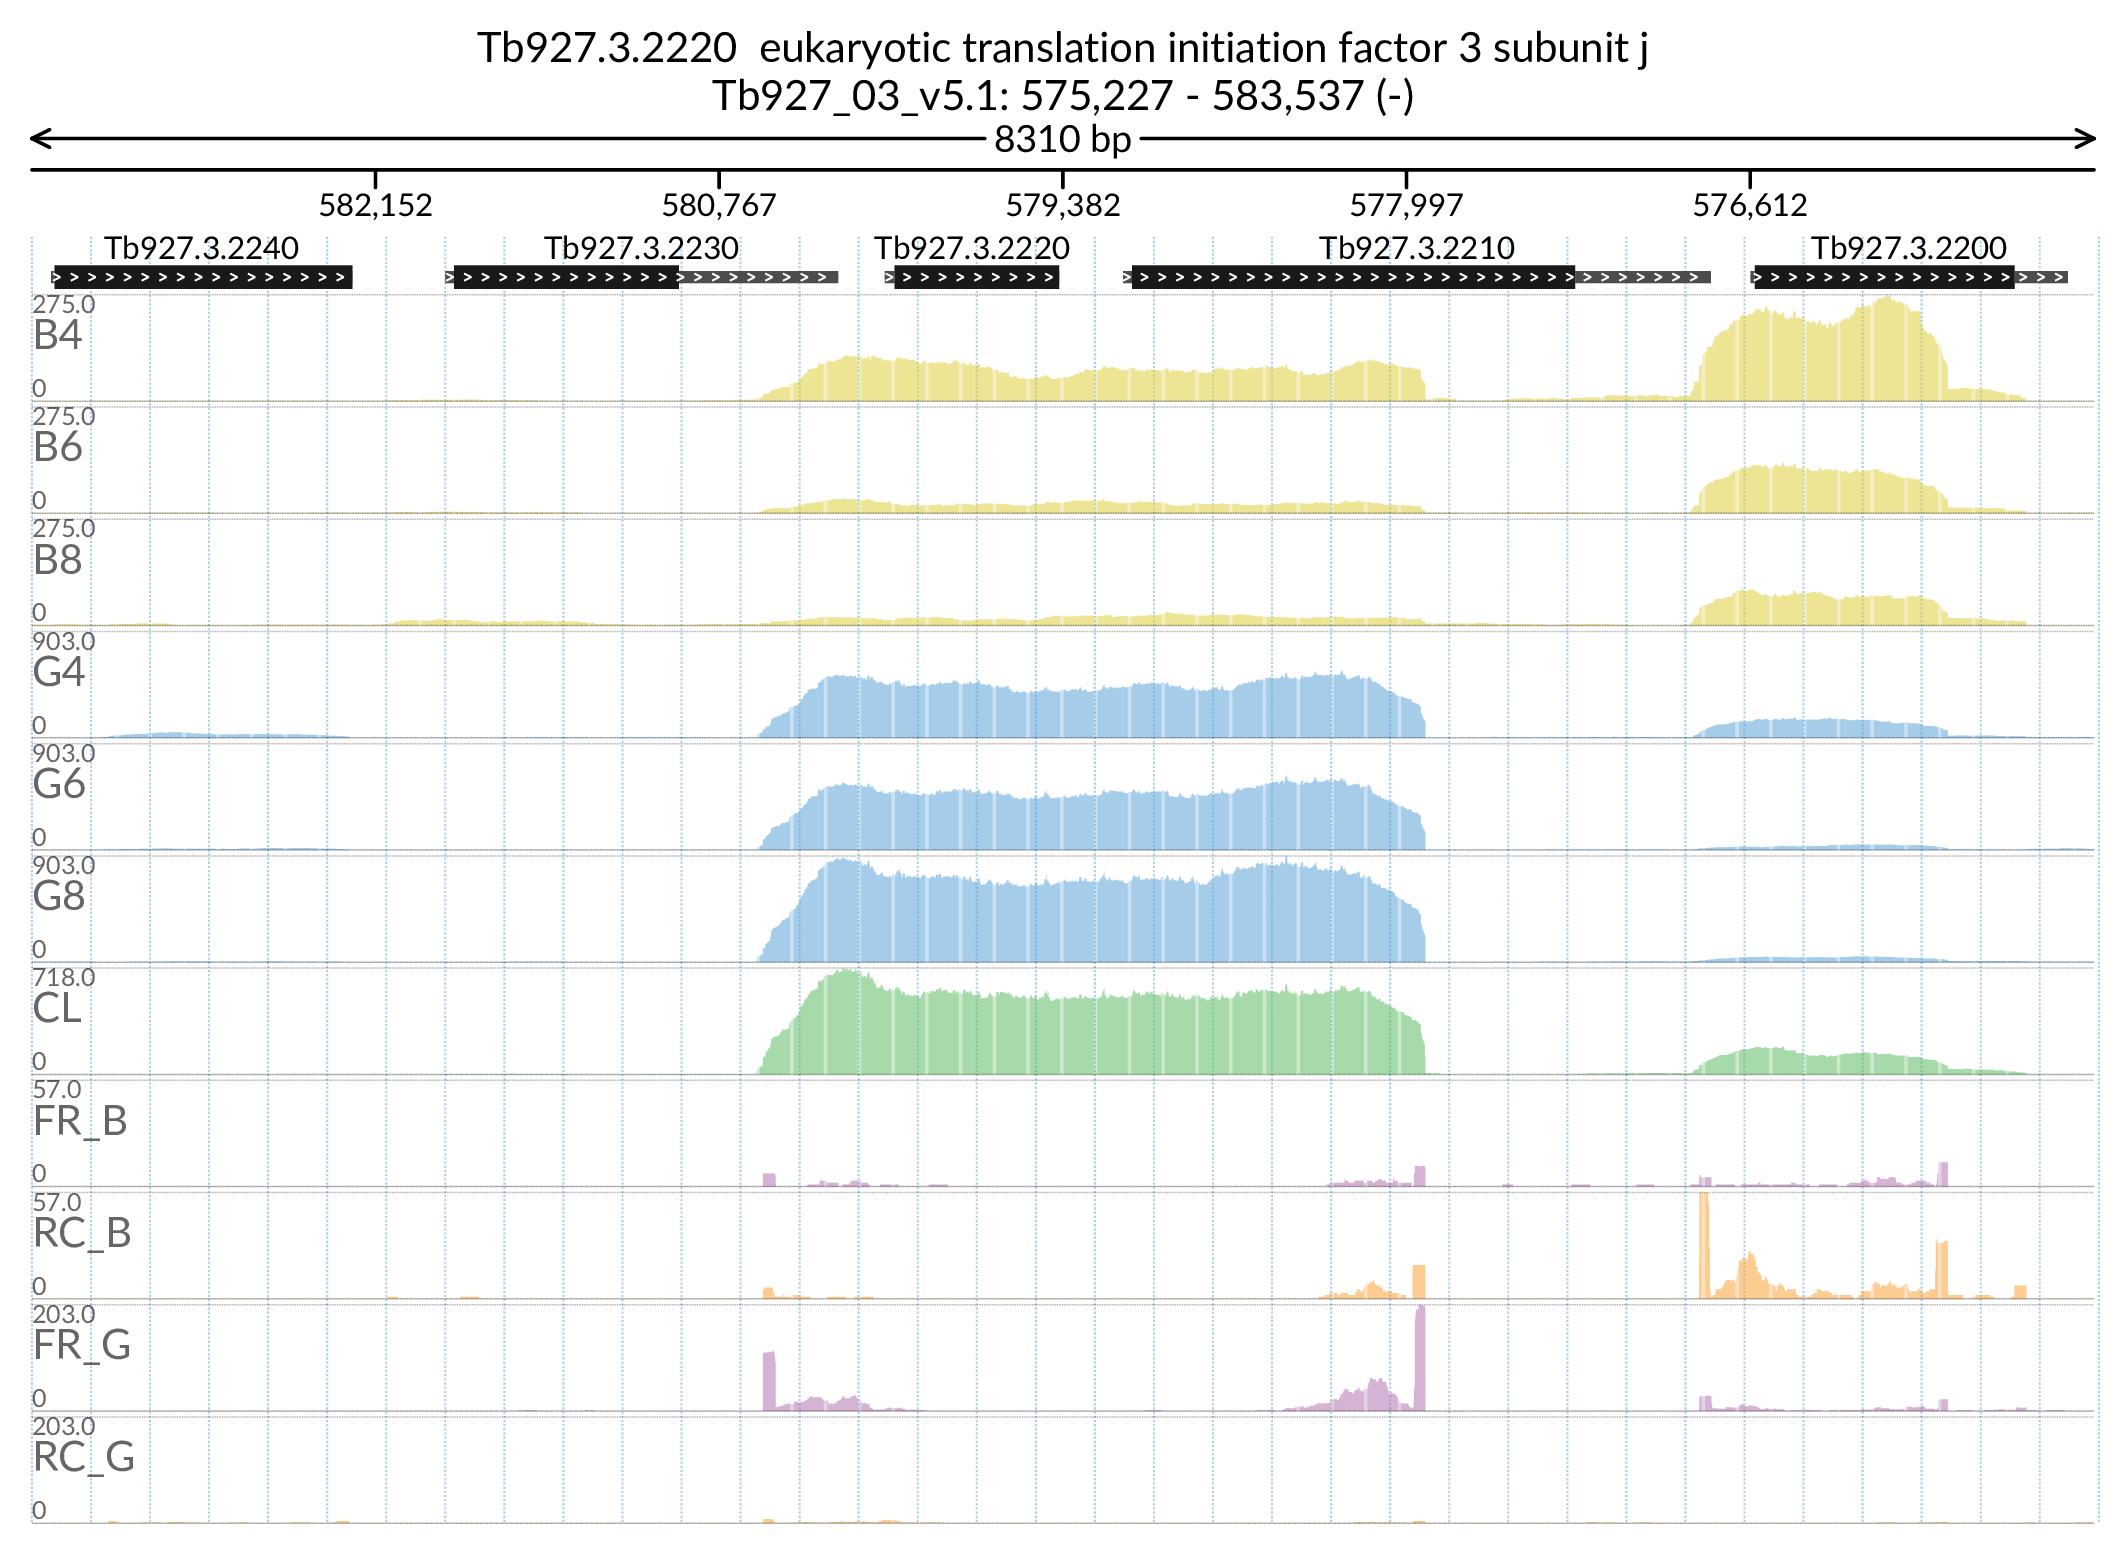 Tb927.3.2220 eukaryotic translation initiation factor 3 subunit j
Tb927_03_v5.1: 575,227 - 583,537 (-)
8310 bp
582,152 580,767 579,382 577,997 576,612
Tb927.3.2240 Tb927.3.2230 Tb927.3.2220 Tb927.3.2210 Tb927.3.2200
275.0
B4
0
275.0
B6
0
275.0
B8
0
903.0
G4
0
903.0
G6
0
903.0
G8
0
718.0
CL
0
57.0
FR_B
0
57.0
RC_B
0
203.0
FR_G
0
203.0
RC_G
0